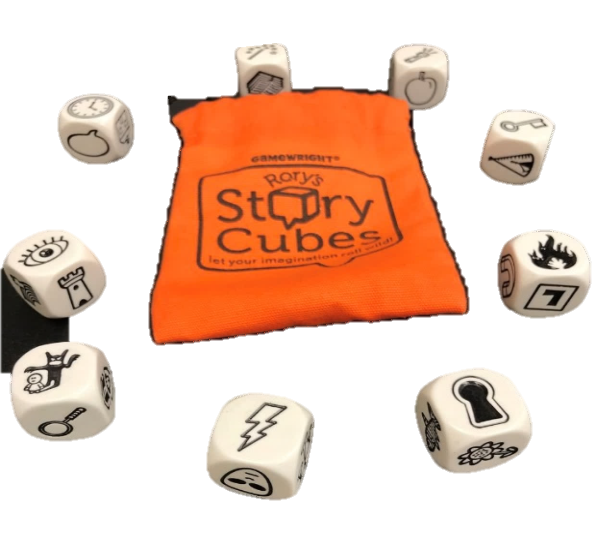 GAMEWRIGHT®
Rory's
Story
Cubes
let your imagination roll wild!